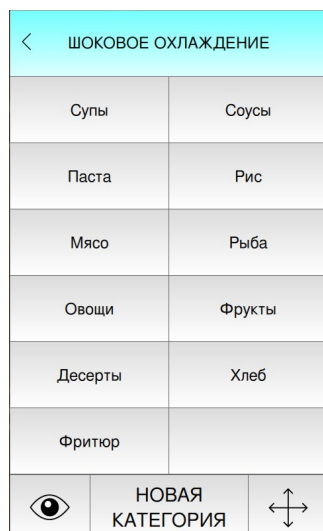 ШОКОВОЕ ОХЛАЖДЕНИЕ
Супы Соусы
Паста Рис
Мясо Рыба
Овощи Фрукты
Десерты Хлеб
Фритюр
НОВАЯ
КАТЕГОРИЯ